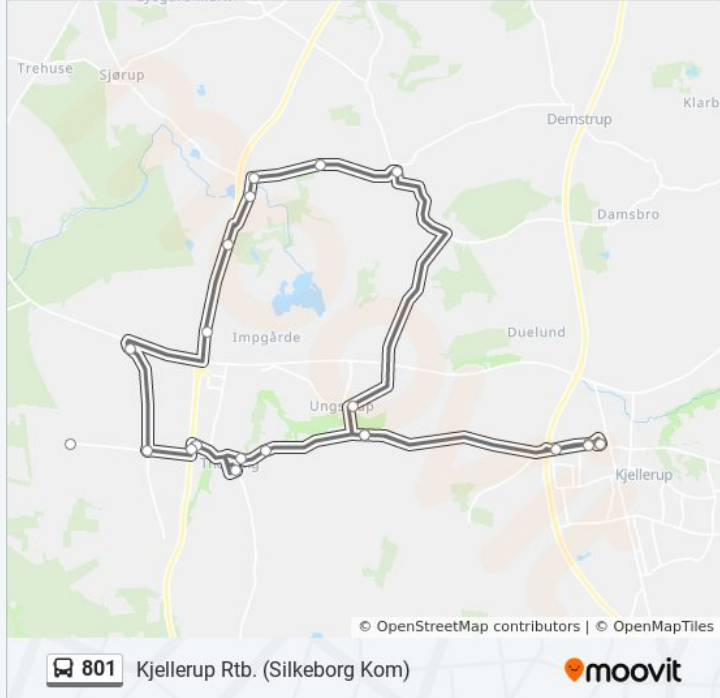 Trehuse
Sjørup
Klarb
Demstrup
Damsbro
Impgårde
Duelund
Kjellerup
© OpenStreetMap contributors | © OpenMapTiles
801 Kjellerup Rtb. (Silkeborg Kom) moovit